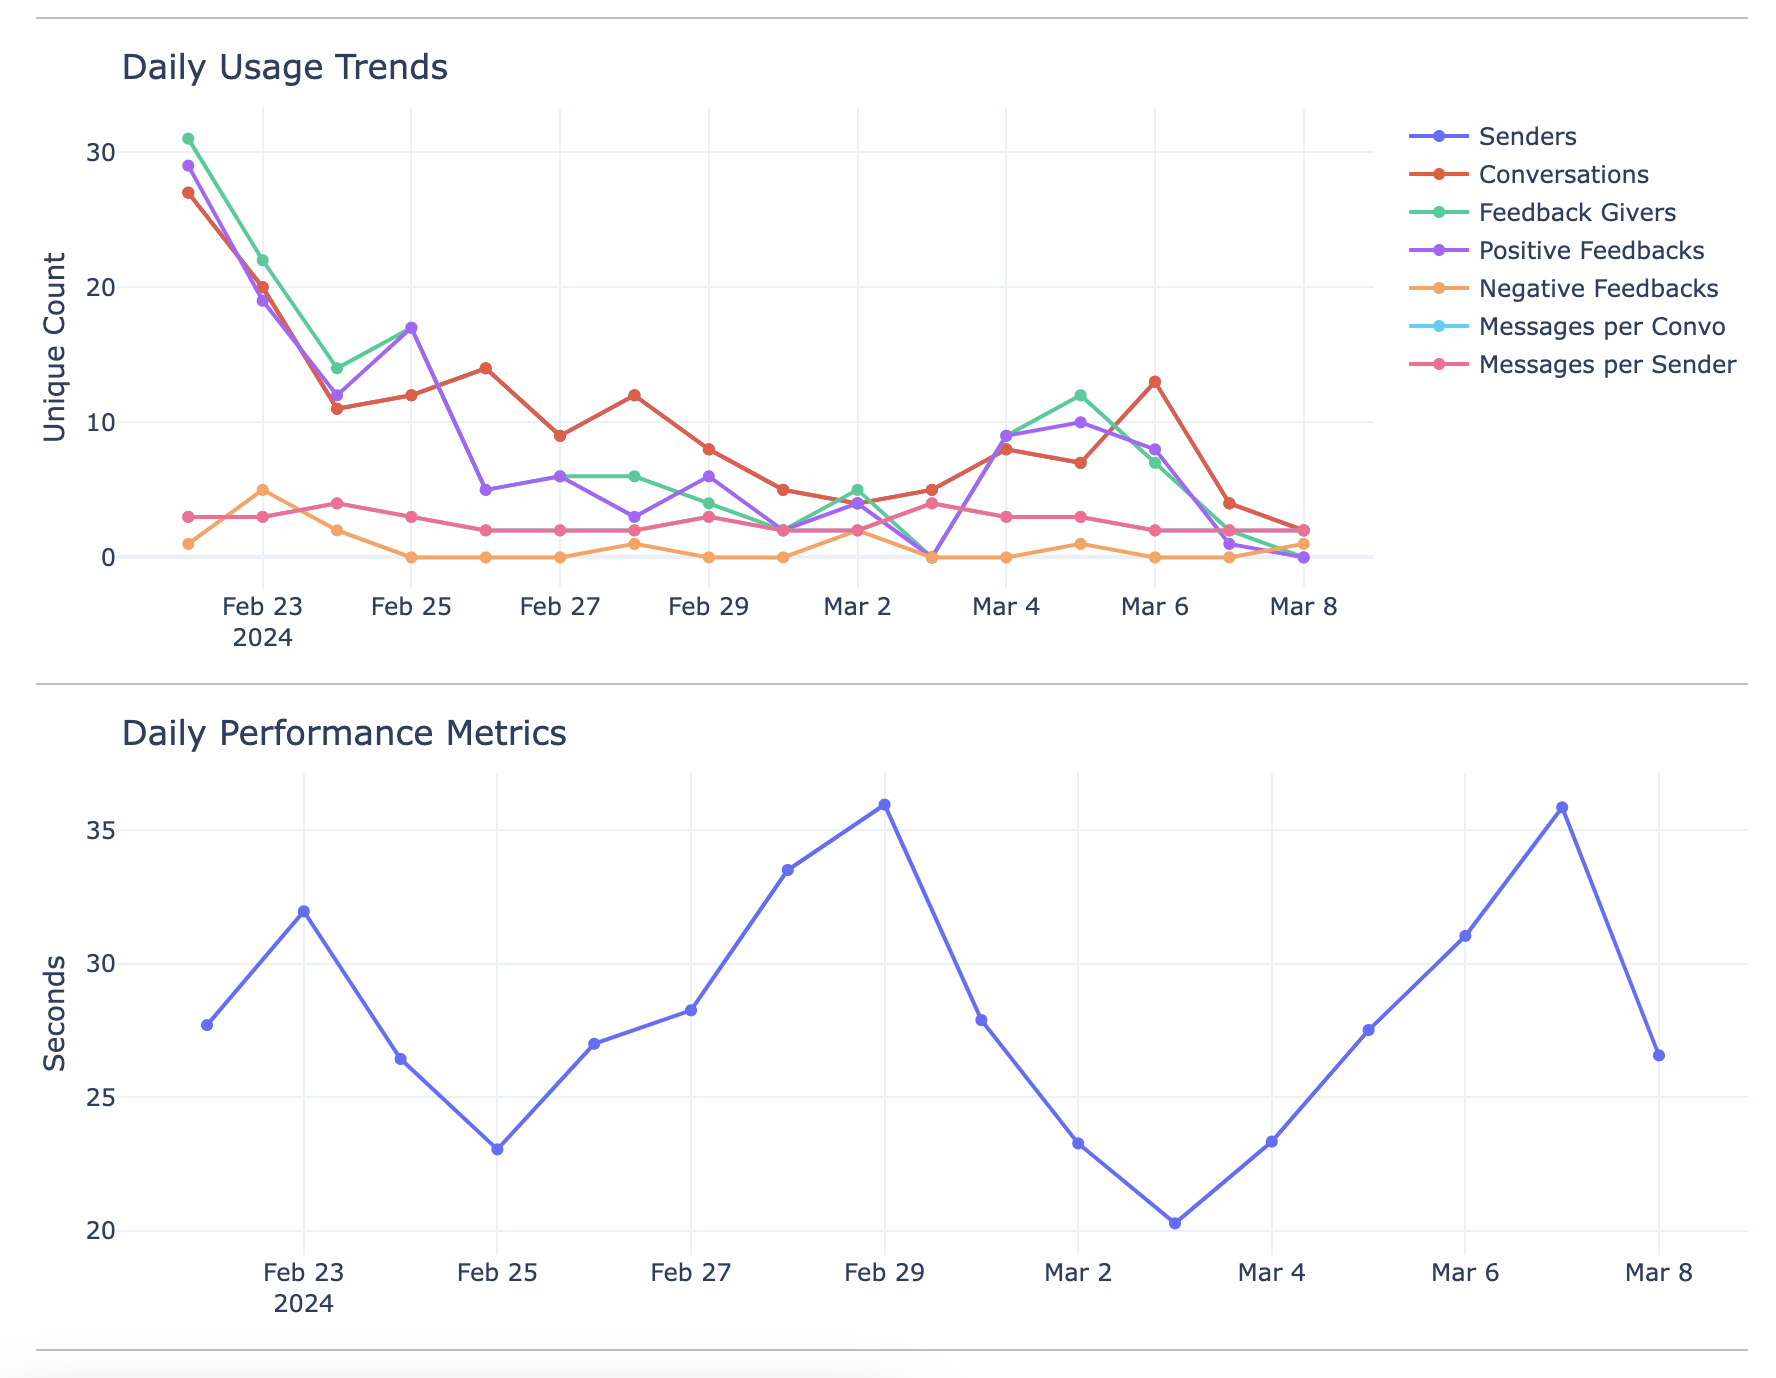 Daily Usage Trends
Unique Count
30
20
10
0
Feb 23 Feb 25 Feb 27 Feb 29 Mar 2 Mar 4 Mar 6 Mar 8
2024
Senders
Conversations
Feedback Givers
Positive Feedbacks
Negative Feedbacks
Messages per Convo
Messages per Sender
Daily Performance Metrics
Seconds
35
30
25
20
Feb 23 Feb 25 Feb 27 Feb 29 Mar 2 Mar 4 Mar 6 Mar 8
2024